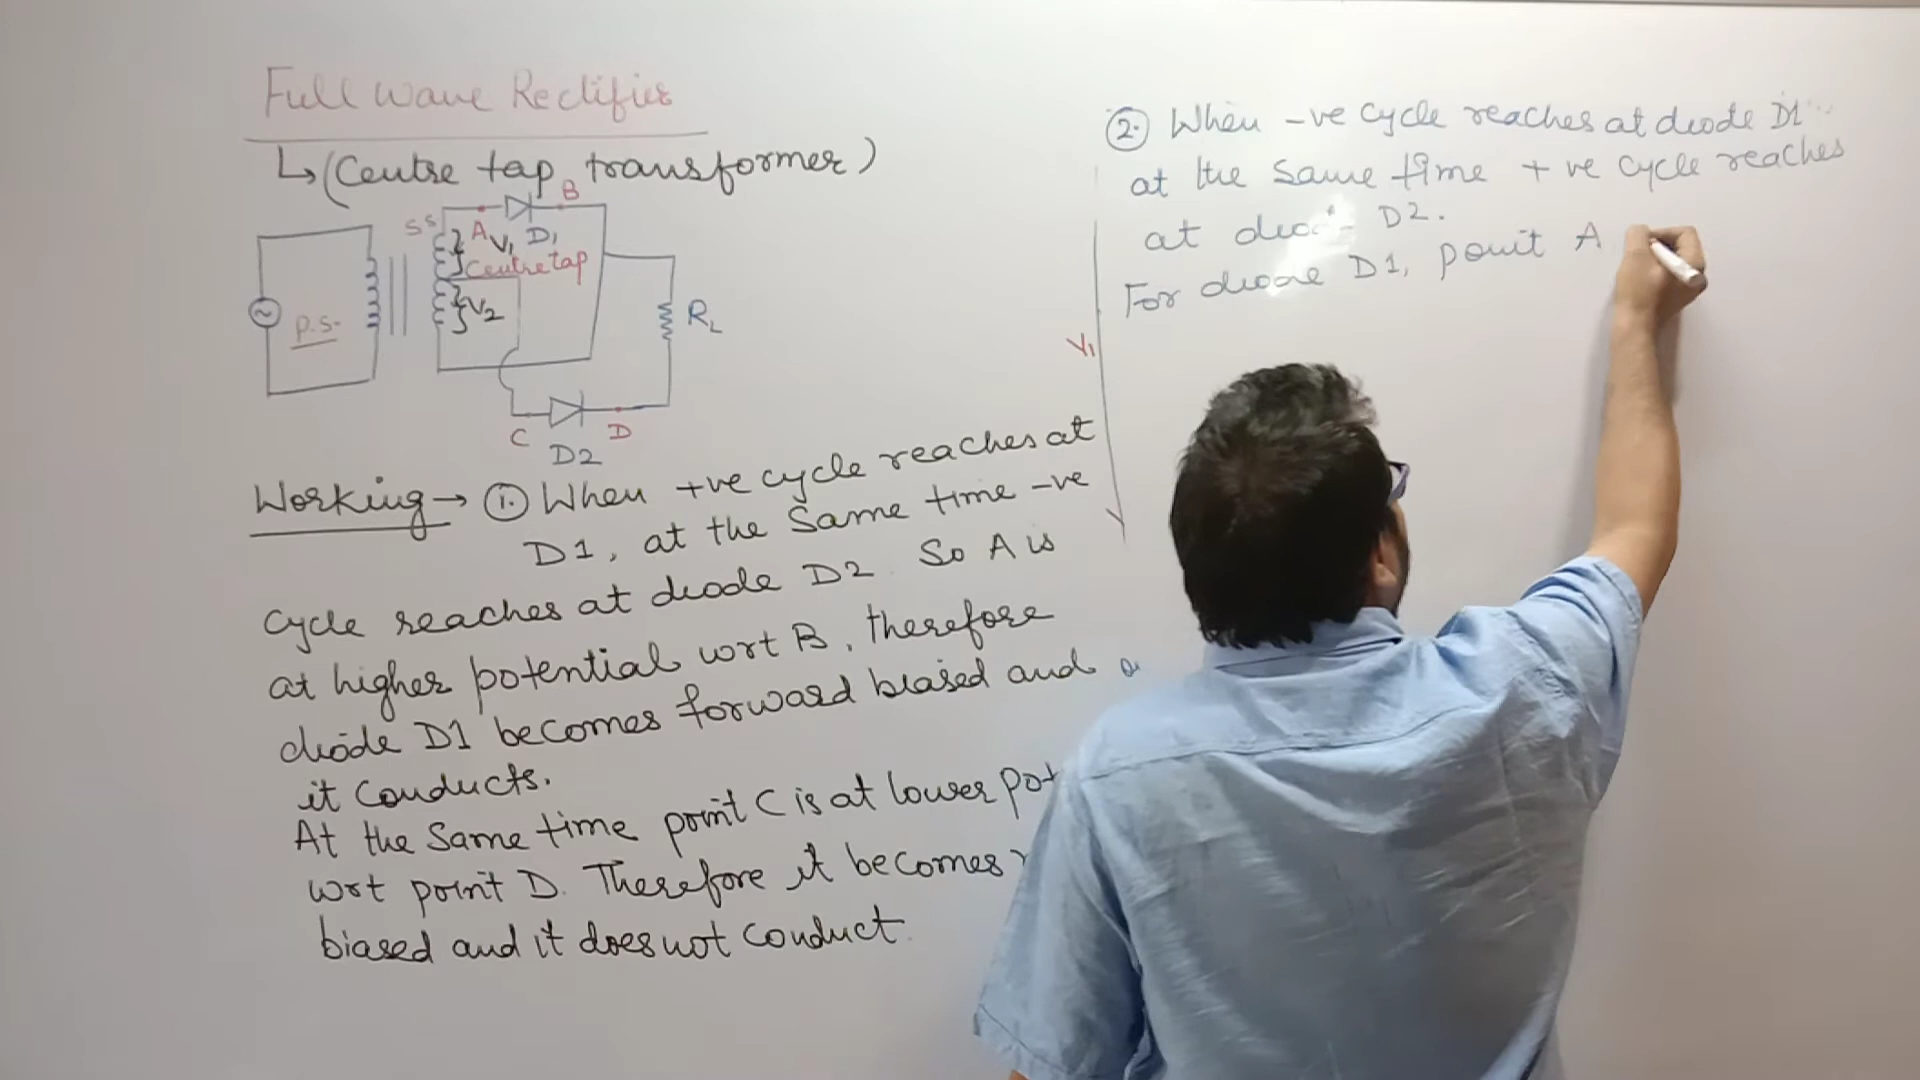 Full Wave Rectifier
↳ (Centre tap transformer)
B
S.S
A
V1
D1
Centre tap
V2
P.S.
RL
C
D
D2
Working → ①. When +ve cycle reaches at
D1, at the same time -ve
cycle reaches at diode D2. So A is
at higher potential wrt B, therefore
diode D1 becomes forward biased and
it conducts.
At the same time point C is at lower pot
wrt point D. Therefore it becomes
biased and it does not conduct.
②. When -ve cycle reaches at diode D1
at the same time +ve cycle reaches
at D2.
For diode D1, point A
V1